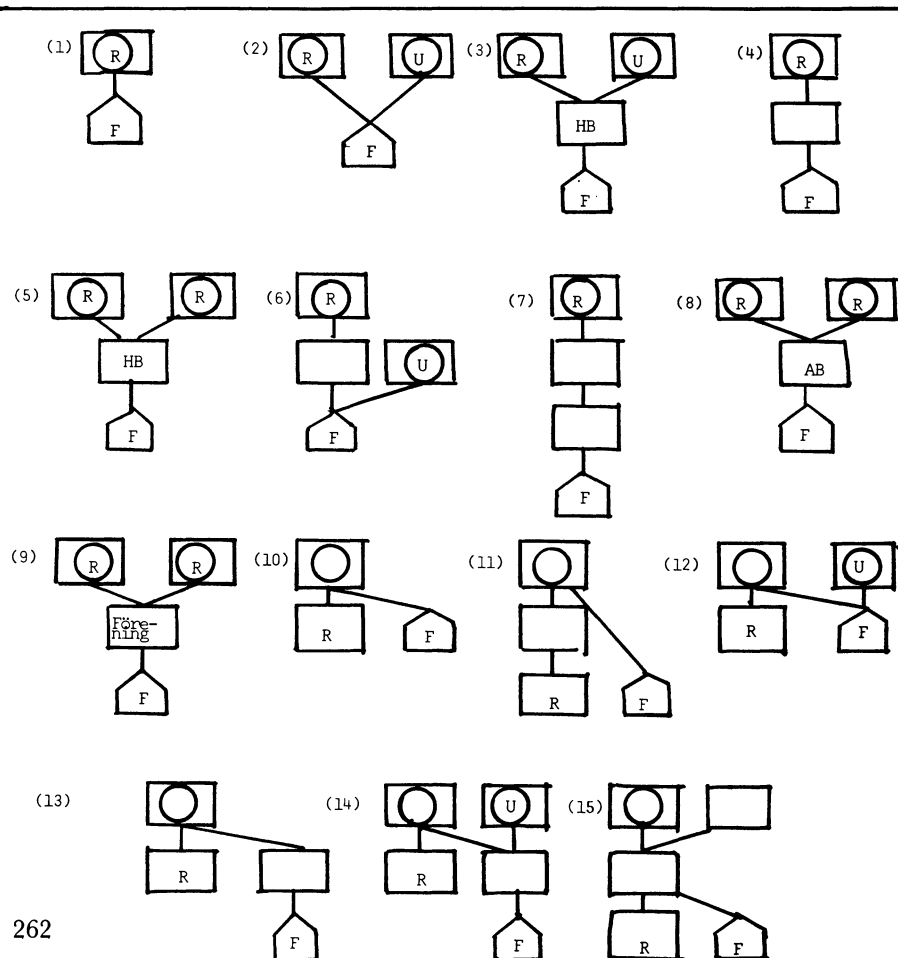 (1) R (2) R U (3) R U (4) R
F F HB F F
(5) R R (6) R (7) R (8) R R
HB U AB
F F F F
(9) R R (10) (11) (12) U
Före-
ning R F R F
F R F
(13) (14) U (15)
R R
F F R F
262